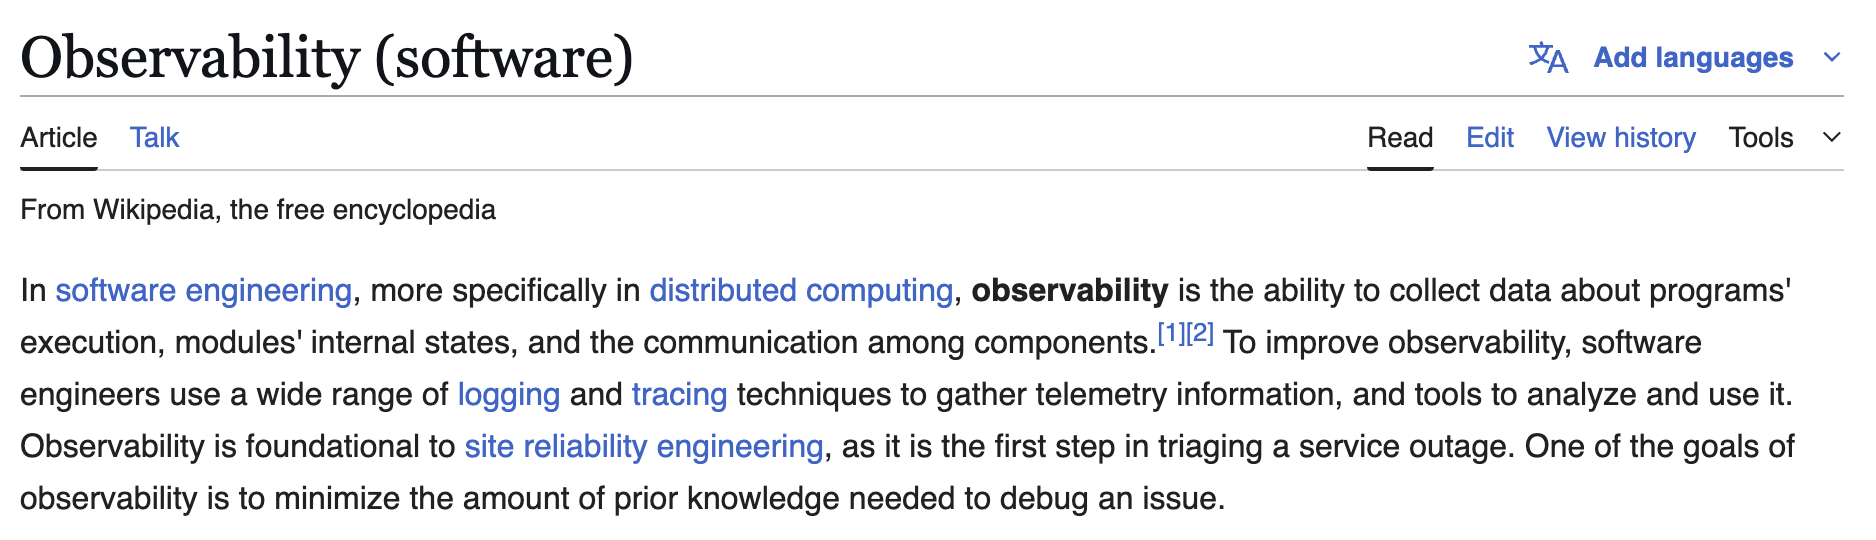 Observability (software)
文A Add languages
Article Talk
Read Edit View history Tools
From Wikipedia, the free encyclopedia
In software engineering, more specifically in distributed computing, observability is the ability to collect data about programs'
execution, modules' internal states, and the communication among components.[1][2] To improve observability, software
engineers use a wide range of logging and tracing techniques to gather telemetry information, and tools to analyze and use it.
Observability is foundational to site reliability engineering, as it is the first step in triaging a service outage. One of the goals of
observability is to minimize the amount of prior knowledge needed to debug an issue.